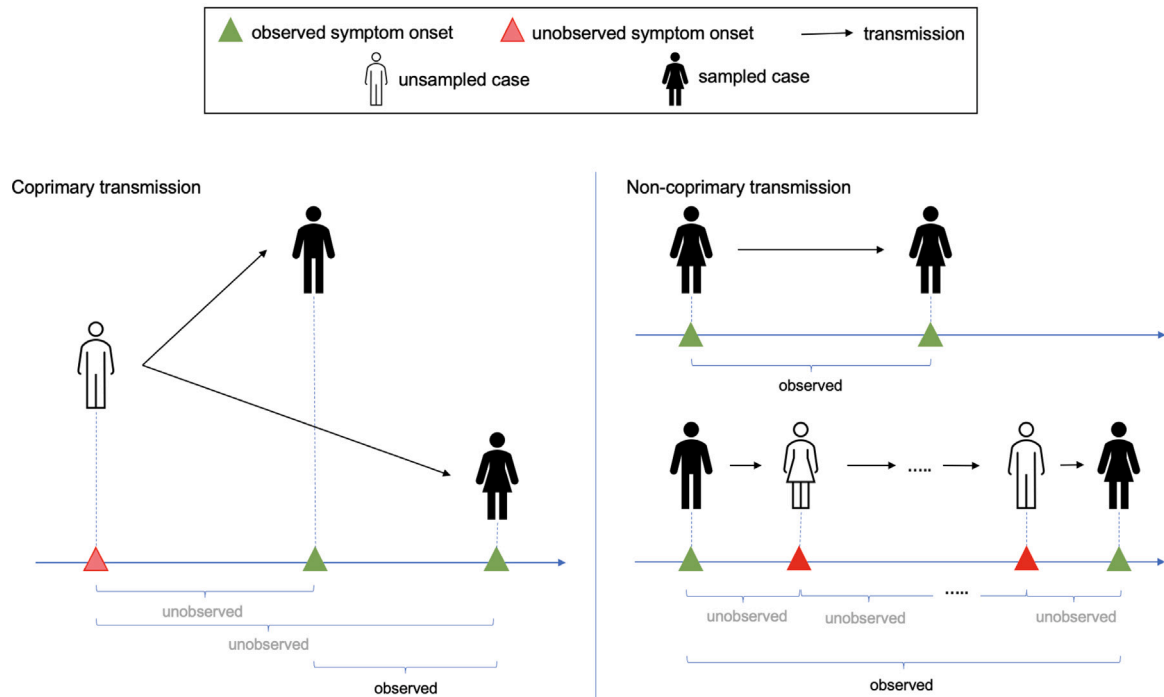 observed symptom onset
unobserved symptom onset
transmission
unsampled case
sampled case
Coprimary transmission
unobserved
unobserved
observed
Non-coprimary transmission
observed
.....
unobserved
unobserved
.....
unobserved
observed